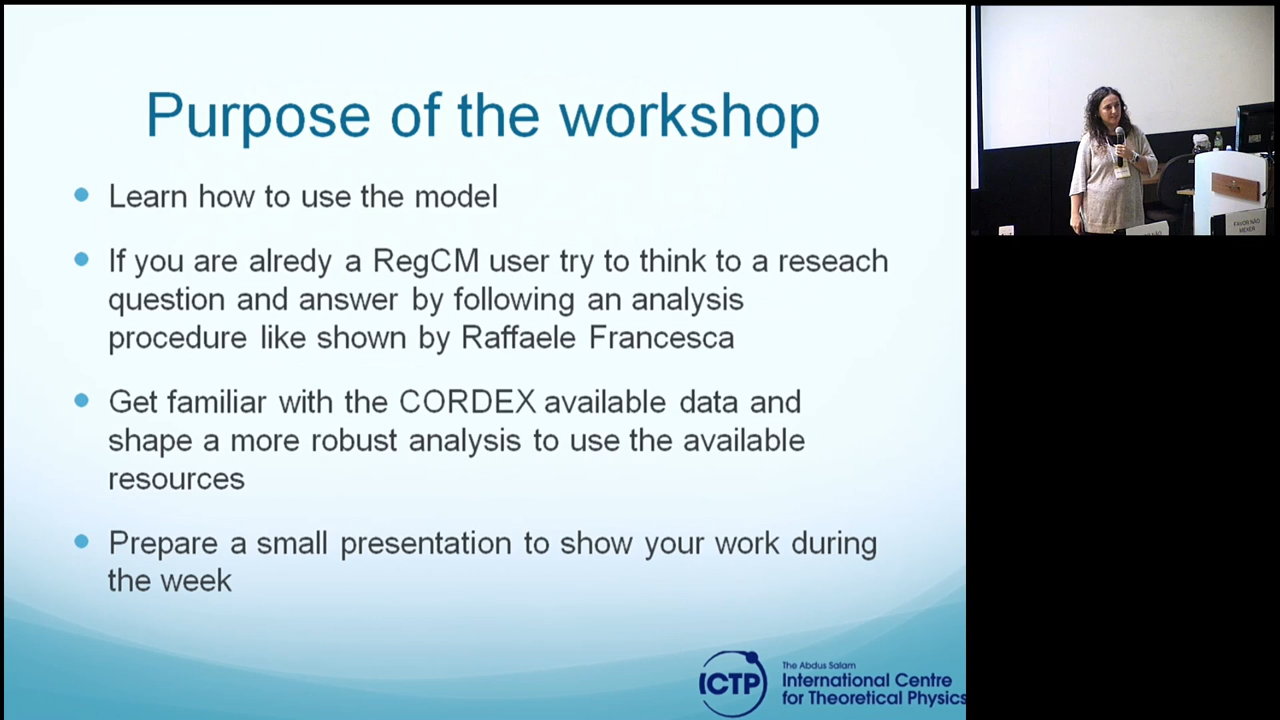 Purpose of the workshop
Learn how to use the model
If you are alredy a RegCM user try to think to a reseach
question and answer by following an analysis
procedure like shown by Raffaele Francesca
Get familiar with the CORDEX available data and
shape a more robust analysis to use the available
resources
Prepare a small presentation to show your work during
the week
ICTP
The Abdus Salam
International Centre
for Theoretical Physics
FAVOR NÃO
MEXER